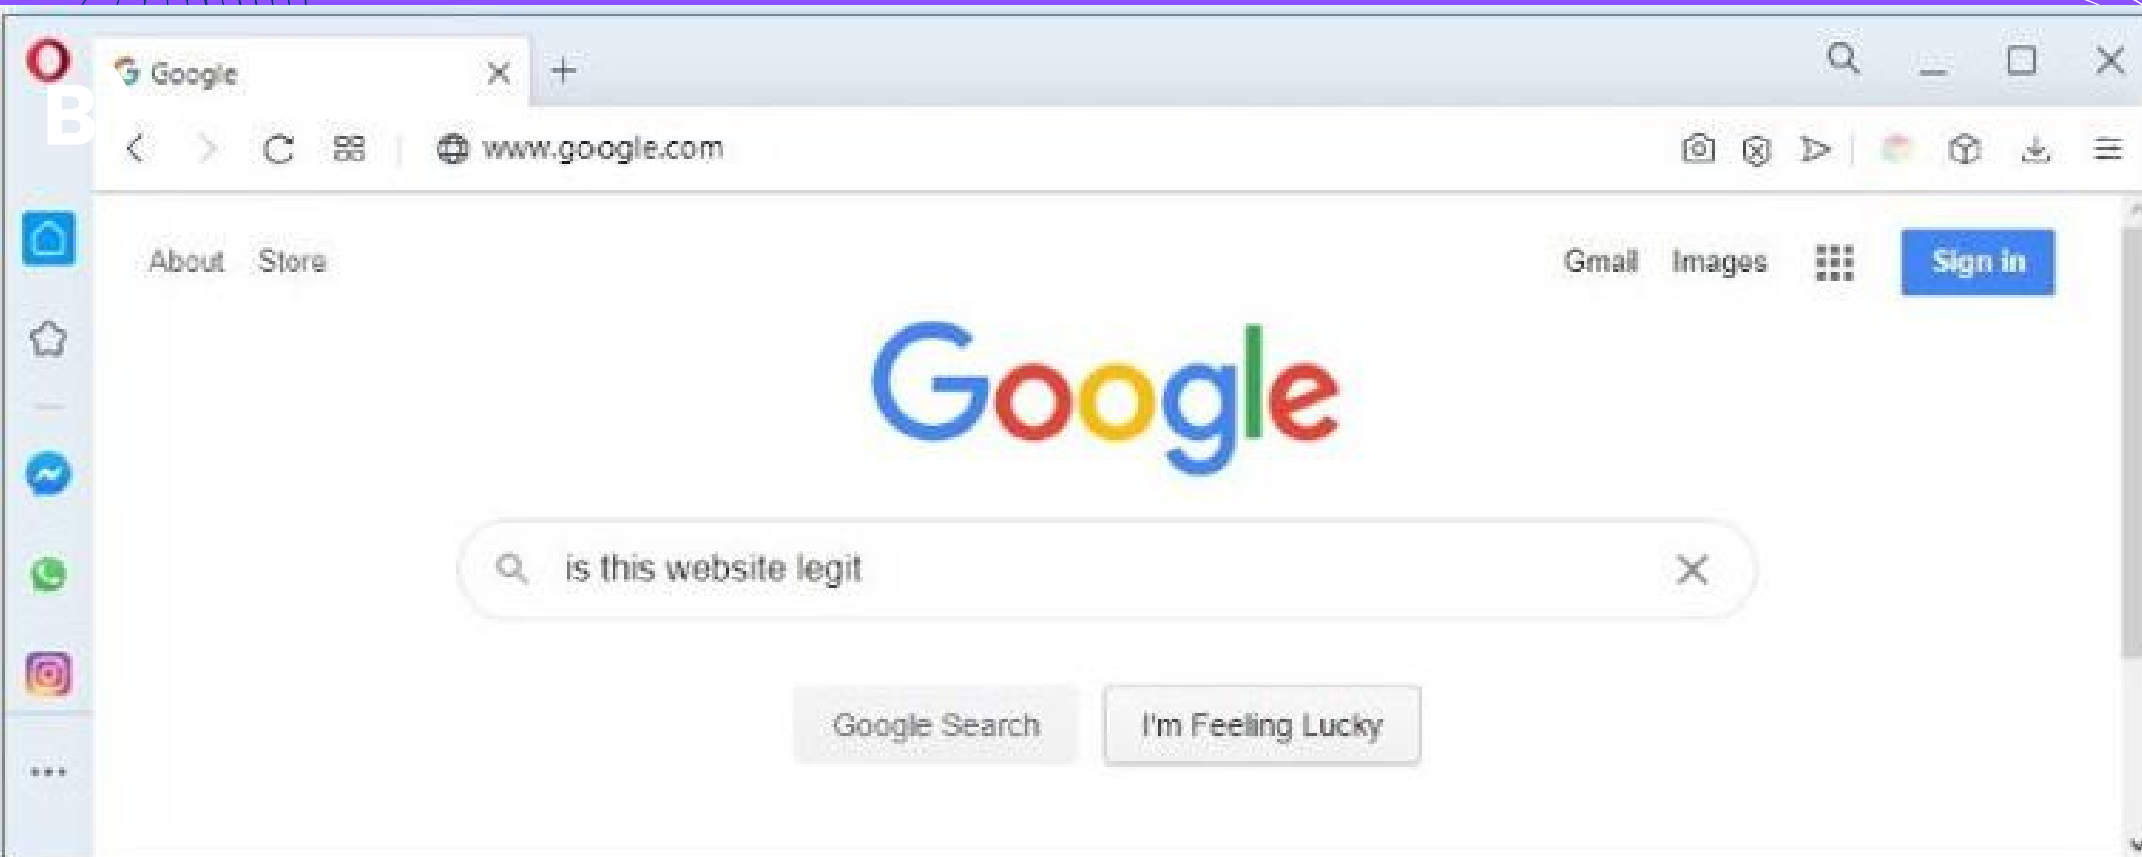 Google
B
www.google.com
About Store Gmail Images Sign in
Google
is this website legit
Google Search I'm Feeling Lucky